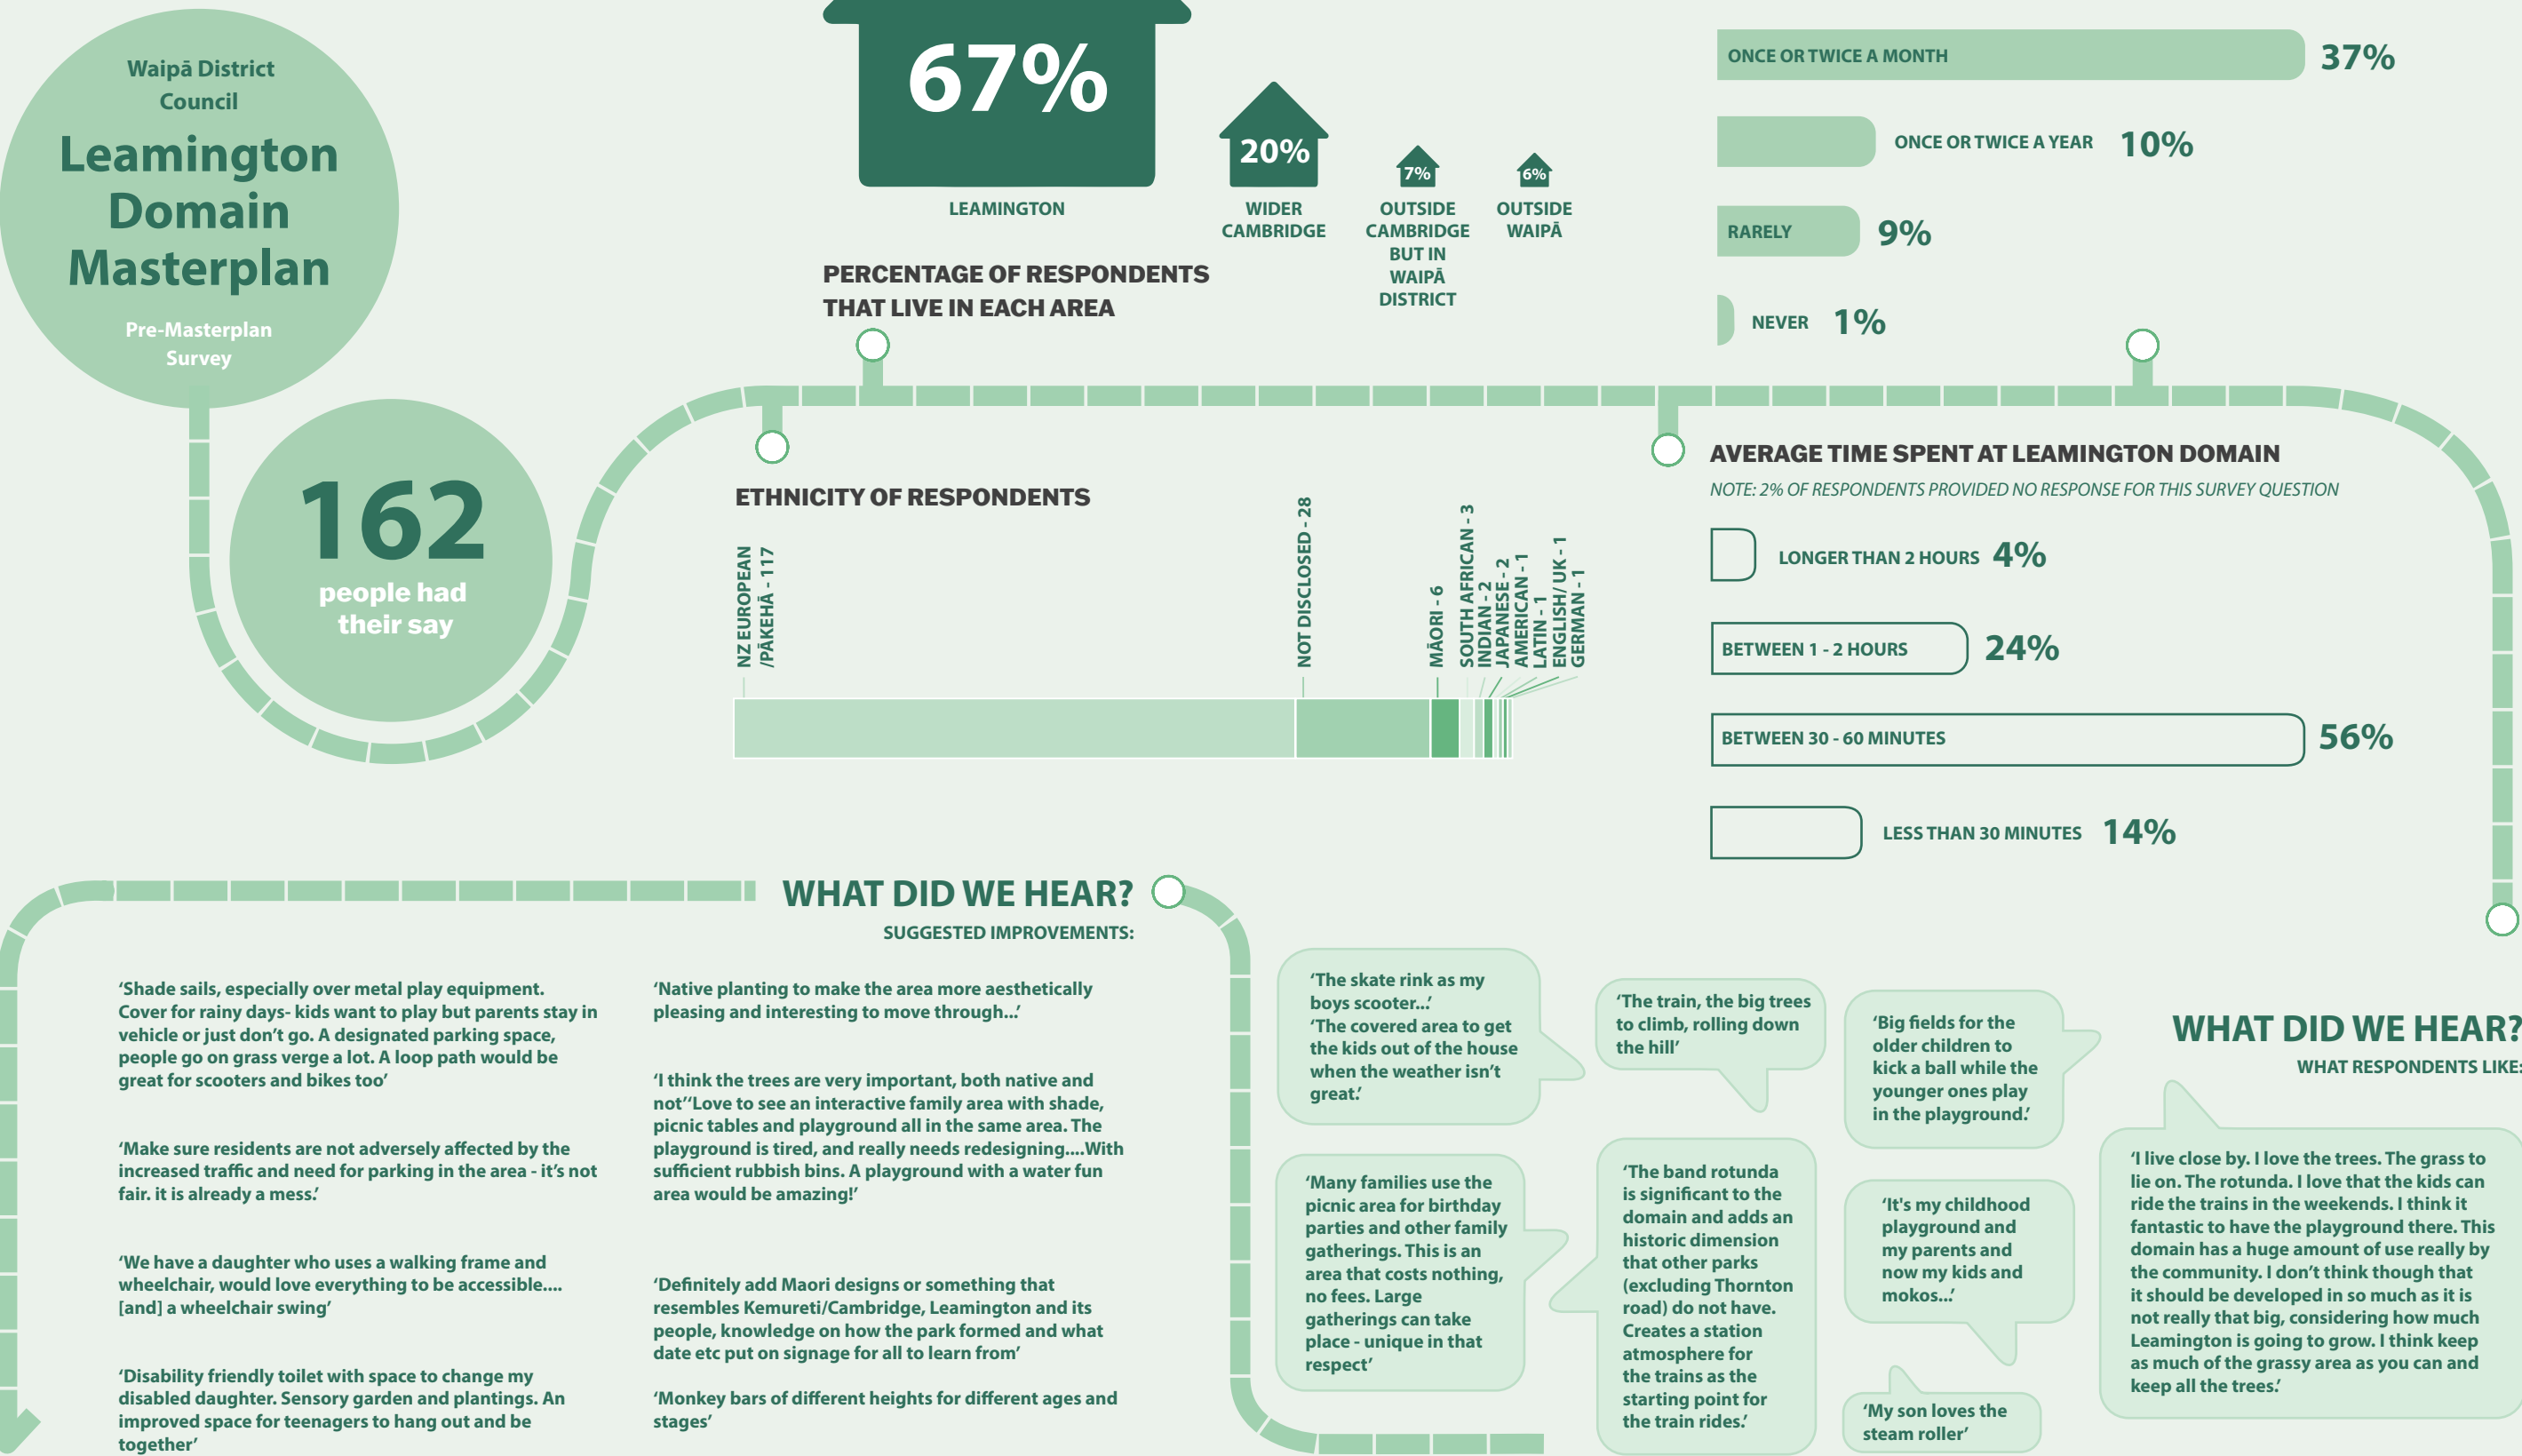 Waipā District
Council
Leamington
Domain
Masterplan
Pre-Masterplan
Survey
162
people had
their say
67%
LEAMINGTON
20%
WIDER
CAMBRIDGE
7%
OUTSIDE
CAMBRIDGE
BUT IN
WAIPĀ
DISTRICT
6%
OUTSIDE
WAIPĀ
PERCENTAGE OF RESPONDENTS
THAT LIVE IN EACH AREA
ONCE OR TWICE A MONTH 37%
ONCE OR TWICE A YEAR 10%
RARELY 9%
NEVER 1%
ETHNICITY OF RESPONDENTS
NZ EUROPEAN
/PĀKEHĀ - 117
NOT DISCLOSED - 28
MĀORI - 6
SOUTH AFRICAN - 3
INDIAN - 2
JAPANESE - 2
AMERICAN - 1
LATIN - 1
ENGLISH/ UK - 1
GERMAN - 1
AVERAGE TIME SPENT AT LEAMINGTON DOMAIN
NOTE: 2% OF RESPONDENTS PROVIDED NO RESPONSE FOR THIS SURVEY QUESTION
LONGER THAN 2 HOURS 4%
BETWEEN 1 - 2 HOURS 24%
BETWEEN 30 - 60 MINUTES 56%
LESS THAN 30 MINUTES 14%
WHAT DID WE HEAR?
SUGGESTED IMPROVEMENTS:
‘Shade sails, especially over metal play equipment.
Cover for rainy days- kids want to play but parents stay in
vehicle or just don’t go. A designated parking space,
people go on grass verge a lot. A loop path would be
great for scooters and bikes too’
‘Make sure residents are not adversely affected by the
increased traffic and need for parking in the area - it’s not
fair. it is already a mess.’
‘We have a daughter who uses a walking frame and
wheelchair, would love everything to be accessible....
[and] a wheelchair swing’
‘Disability friendly toilet with space to change my
disabled daughter. Sensory garden and plantings. An
improved space for teenagers to hang out and be
together’
‘Native planting to make the area more aesthetically
pleasing and interesting to move through...’
‘I think the trees are very important, both native and
not’‘Love to see an interactive family area with shade,
picnic tables and playground all in the same area. The
playground is tired, and really needs redesigning....With
sufficient rubbish bins. A playground with a water fun
area would be amazing!’
‘Definitely add Maori designs or something that
resembles Kemureti/Cambridge, Leamington and its
people, knowledge on how the park formed and what
date etc put on signage for all to learn from’
‘Monkey bars of different heights for different ages and
stages’
‘The skate rink as my
boys scooter...’
‘The covered area to get
the kids out of the house
when the weather isn’t
great.’
‘The train, the big trees
to climb, rolling down
the hill’
‘Big fields for the
older children to
kick a ball while the
younger ones play
in the playground.’
WHAT DID WE HEAR?
WHAT RESPONDENTS LIKE:
‘Many families use the
picnic area for birthday
parties and other family
gatherings. This is an
area that costs nothing,
no fees. Large
gatherings can take
place - unique in that
respect’
‘The band rotunda
is significant to the
domain and adds an
historic dimension
that other parks
(excluding Thornton
road) do not have.
Creates a station
atmosphere for
the trains as the
starting point for
the train rides.’
‘It's my childhood
playground and
my parents and
now my kids and
mokos...’
‘My son loves the
steam roller’
‘I live close by. I love the trees. The grass to
lie on. The rotunda. I love that the kids can
ride the trains in the weekends. I think it
fantastic to have the playground there. This
domain has a huge amount of use really by
the community. I don’t think though that
it should be developed in so much as it is
not really that big, considering how much
Leamington is going to grow. I think keep
as much of the grassy area as you can and
keep all the trees.’